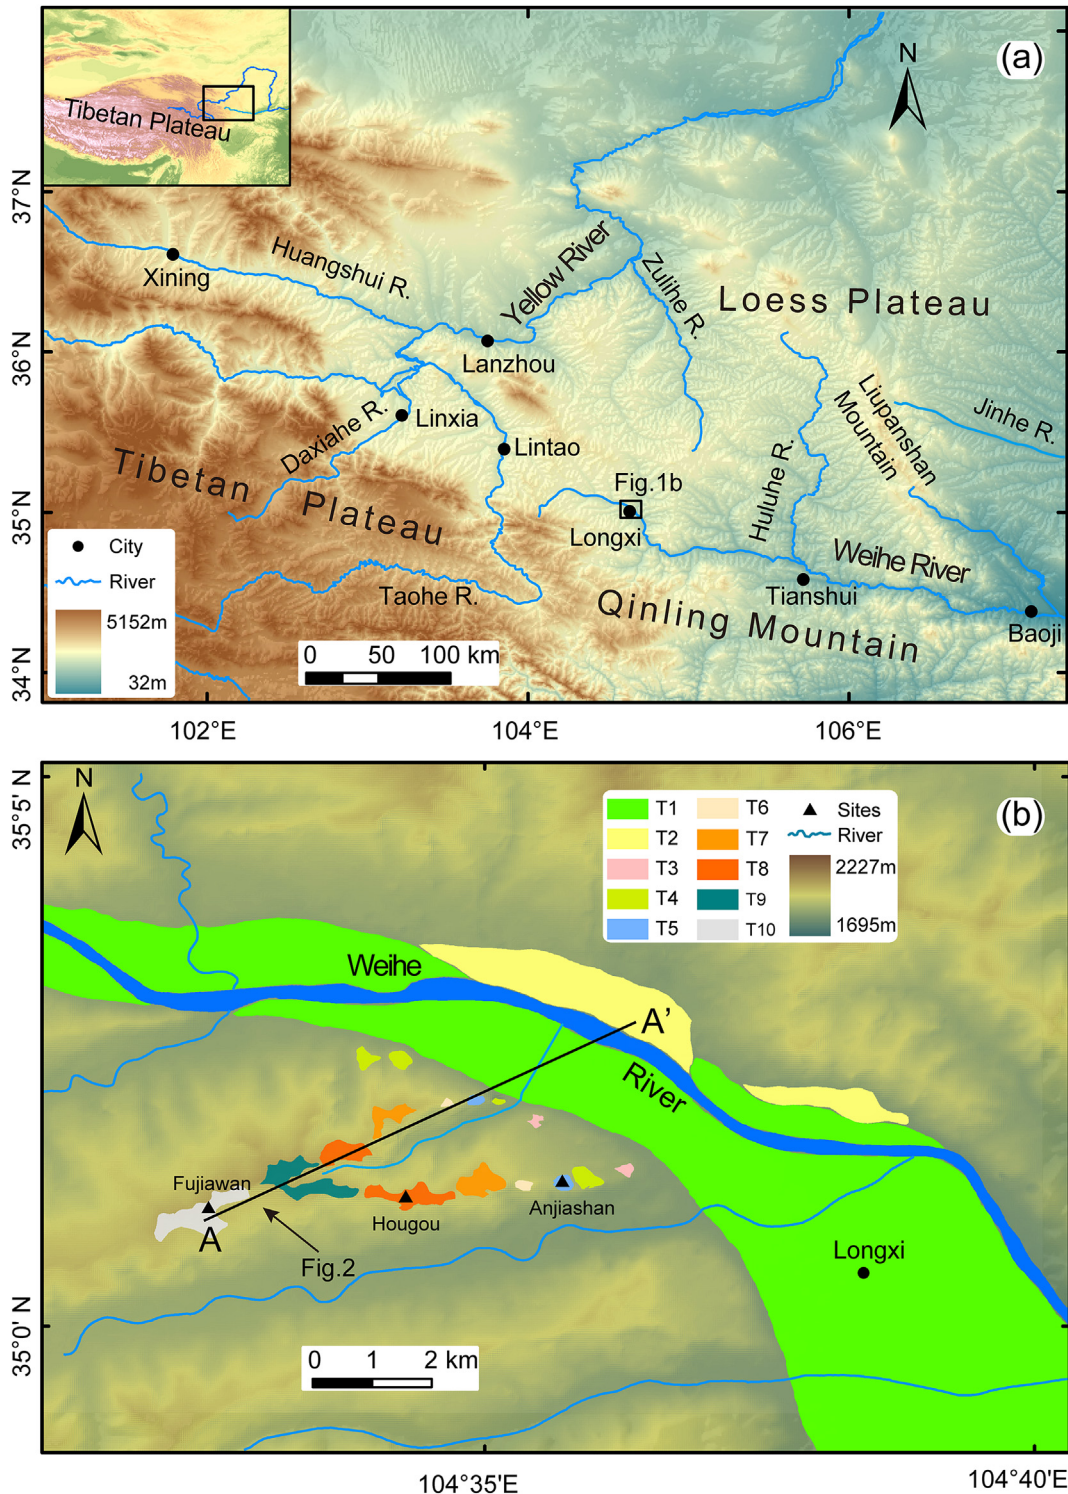 (a)
N
Tibetan Plateau
37°N
36°N
35°N
34°N
Huangshui R.
Xining
Yellow River
Zulihe R.
Loess Plateau
Lanzhou
Liupanshan
Mountain
Jinhe R.
Daxiahe R.
Linxia
Lintao
Tibetan Plateau
Fig.1b
Longxi
Huluhe R.
Weihe River
Tianshui
Taohe R.
Qinling Mountain
Baoji
City
River
5152m
32m
0 50 100 km
102°E 104°E 106°E
35°5' N
35°0' N
N
(b)
T1 T6 Sites
T2 T7 River
T3 T8 2227m
T4 T9
T5 T10 1695m
Weihe
River
A'
Fujiawan
A
Hougou
Anjiashan
Fig.2
Longxi
0 1 2 km
104°35'E 104°40'E